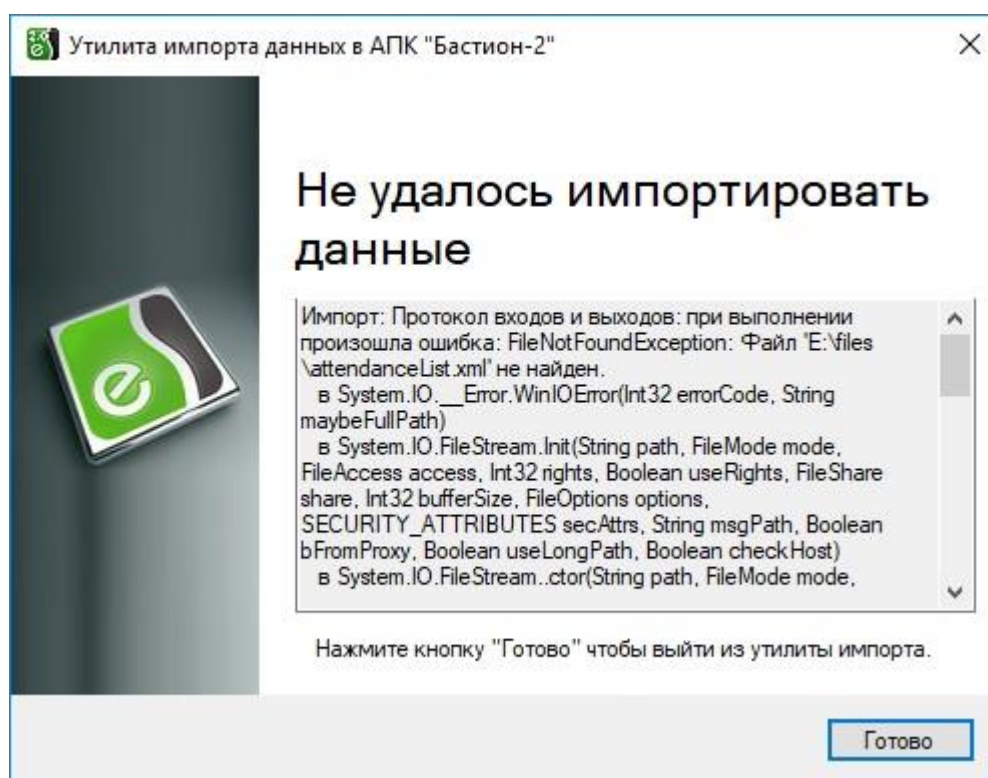 Утилита импорта данных в АПК "Бастион-2"
Не удалось импортировать
данные
Импорт: Протокол входов и выходов: при выполнении
произошла ошибка: FileNotFoundException: Файл "E:\files
\attendanceList.xml" не найден.
в System.IO.__Error.WinIOError(Int32 errorCode, String
maybeFullPath)
в System.IO.FileStream.Init(String path, FileMode mode,
FileAccess access, Int32 rights, Boolean useRights, FileShare
share, Int32 bufferSize, FileOptions options,
SECURITY_ATTRIBUTES secAttrs, String msgPath, Boolean
bFromProxy, Boolean useLongPath, Boolean checkHost)
в System.IO.FileStream..ctor(String path, FileMode mode,
Нажмите кнопку "Готово" чтобы выйти из утилиты импорта.
Готово